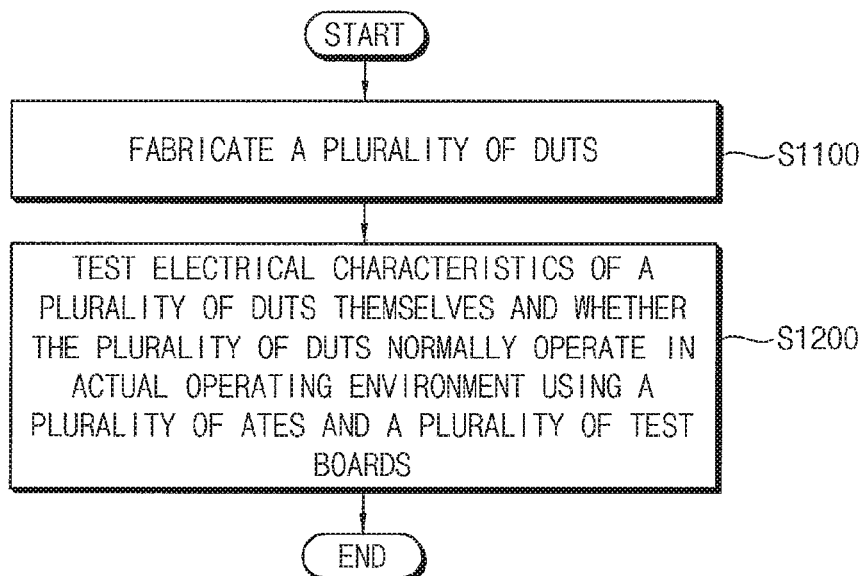 START
FABRICATE A PLURALITY OF DUTS
S1100
TEST ELECTRICAL CHARACTERISTICS OF A
PLURALITY OF DUTS THEMSELVES AND WHETHER
THE PLURALITY OF DUTS NORMALLY OPERATE IN
ACTUAL OPERATING ENVIRONMENT USING A
PLURALITY OF ATES AND A PLURALITY OF TEST
BOARDS
S1200
END